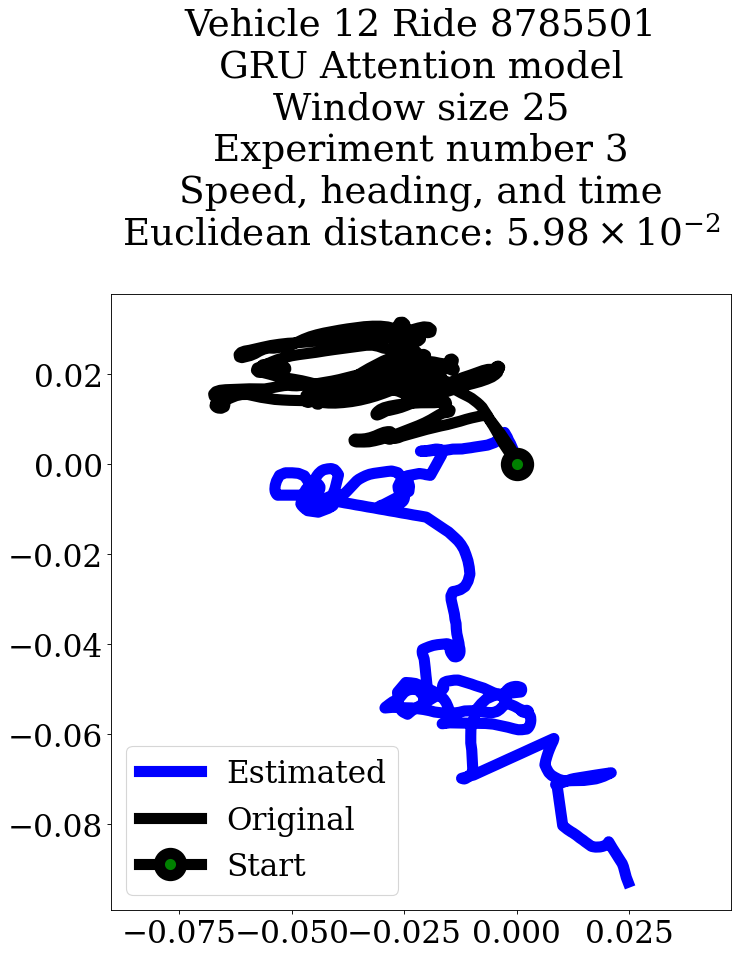 Vehicle 12 Ride 8785501
GRU Attention model
Window size 25
Experiment number 3
Speed, heading, and time
Euclidean distance: 5.98 × 10⁻²
0.02
0.00
−0.02
−0.04
−0.06
−0.08
Estimated
Original
Start
−0.075 −0.050 −0.025 0.000 0.025